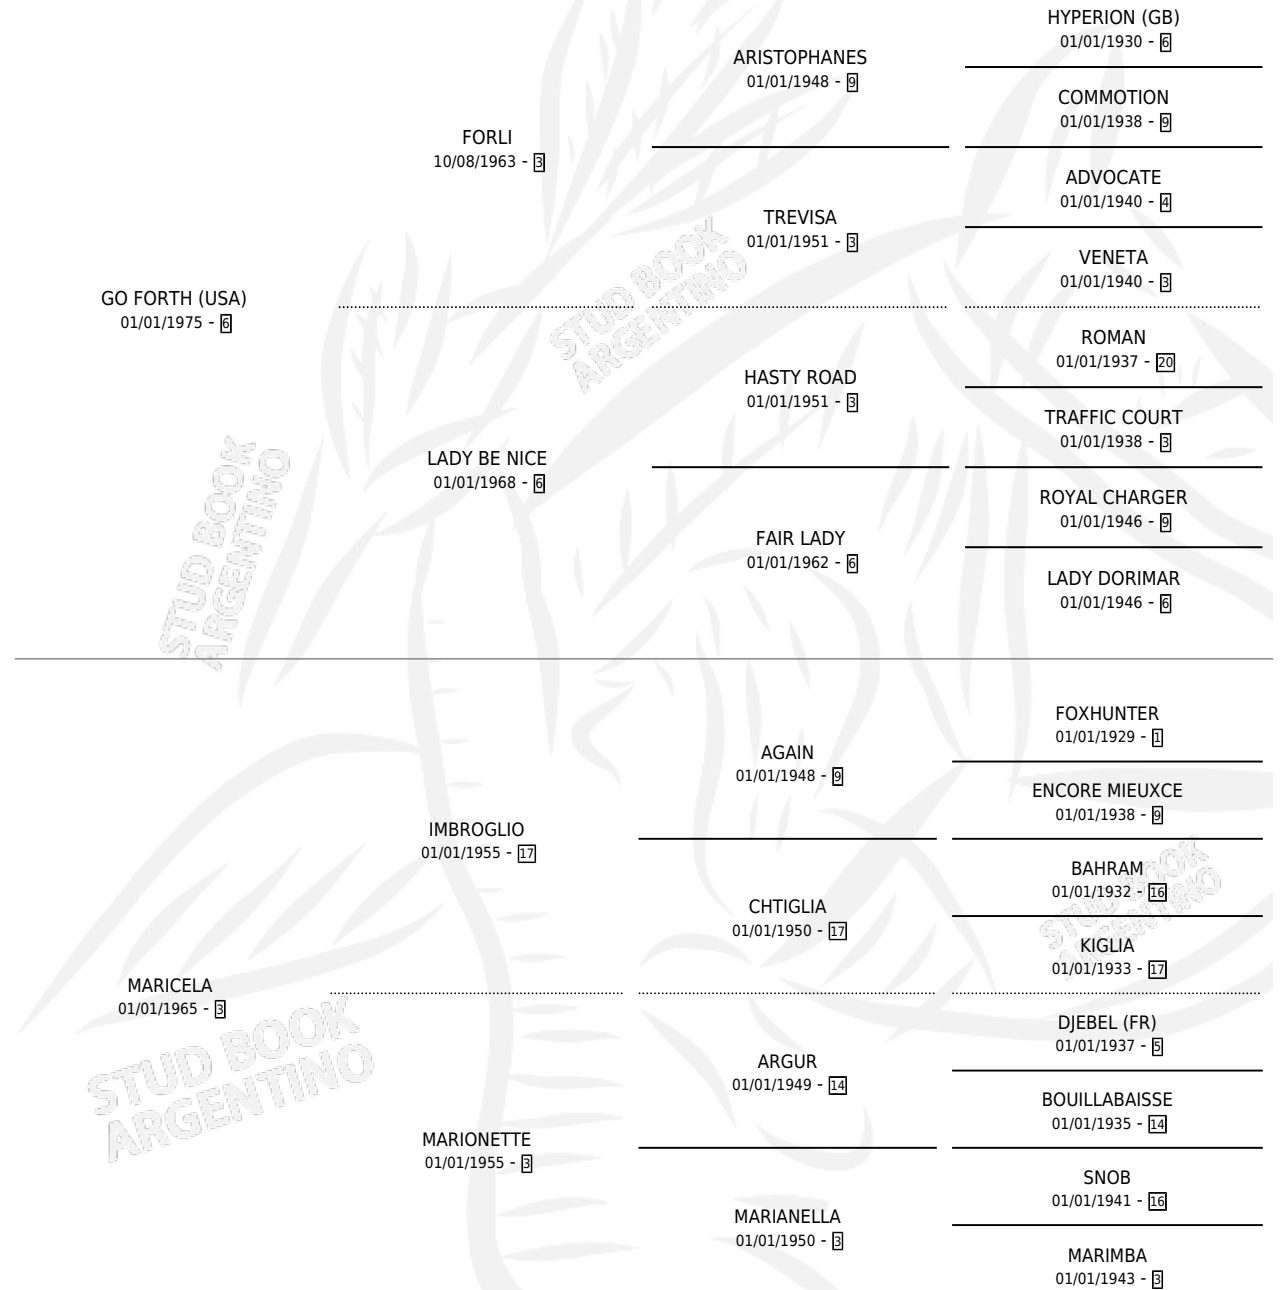 HYPERION (GB)
01/01/1930 - 6
ARISTOPHANES
01/01/1948 - 9
COMMOTION
01/01/1938 - 9
FORLI
10/08/1963 - 3
ADVOCATE
01/01/1940 - 4
TREVISA
01/01/1951 - 3
VENETA
01/01/1940 - 3
GO FORTH (USA)
01/01/1975 - 6
ROMAN
01/01/1937 - 20
HASTY ROAD
01/01/1951 - 3
TRAFFIC COURT
01/01/1938 - 3
LADY BE NICE
01/01/1968 - 6
ROYAL CHARGER
01/01/1946 - 9
FAIR LADY
01/01/1962 - 6
LADY DORIMAR
01/01/1946 - 6
STUD BOOK
ARGENTINO
STUD BOOK
ARGENTINO
FOXHUNTER
01/01/1929 - 1
AGAIN
01/01/1948 - 9
ENCORE MIEUXCE
01/01/1938 - 9
IMBROGLIO
01/01/1955 - 17
BAHRAM
01/01/1932 - 16
CHTIGLIA
01/01/1950 - 17
KIGLIA
01/01/1933 - 17
MARICELA
01/01/1965 - 3
DJEBEL (FR)
01/01/1937 - 5
ARGUR
01/01/1949 - 14
BOUILLABAISSE
01/01/1935 - 14
MARIONETTE
01/01/1955 - 3
SNOB
01/01/1941 - 16
MARIANELLA
01/01/1950 - 3
MARIMBA
01/01/1943 - 3
STUD BOOK
ARGENTINO
STUD BOOK
ARGENTINO